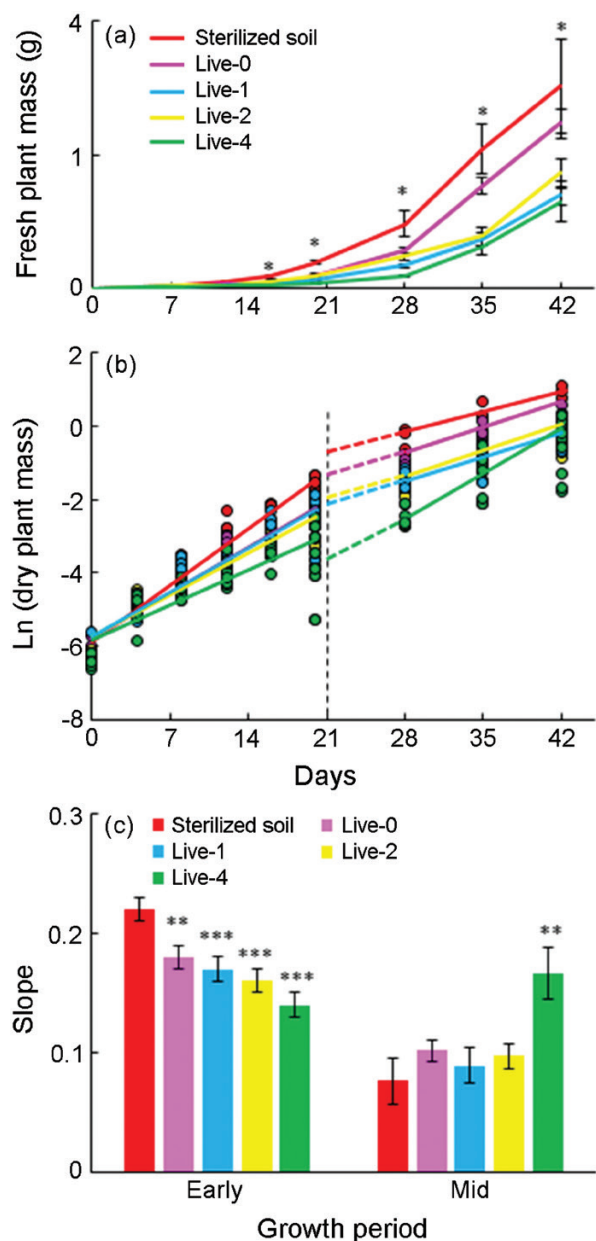 (a)
Sterilized soil
Live-0
Live-1
Live-2
Live-4
Fresh plant mass (g)
4
1
0
* * * * *
0 7 14 21 28 35 42
(b)
Ln (dry plant mass)
2
0
-2
-4
-6
-8
0 7 14 21 28 35 42
Days
(c)
Sterilized soil Live-0
Live-1 Live-2
Live-4
Slope
0.3
0.2
0.1
0
** *** *** *** **
Early Mid
Growth period